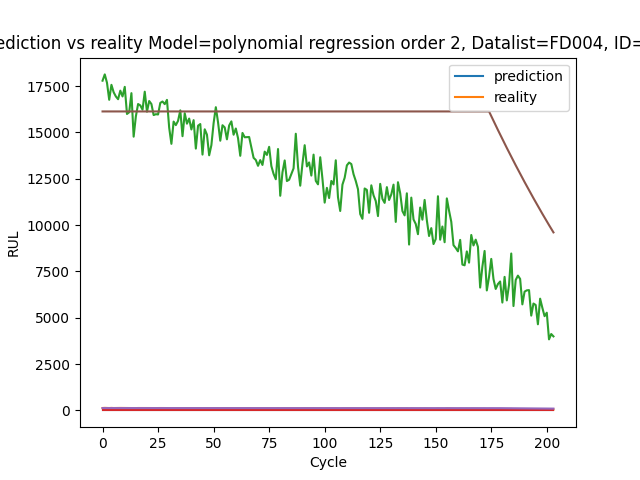 ediction vs reality Model=polynomial regression order 2, Datalist=FD004, ID=
prediction
reality
17500
15000
12500
10000
7500
5000
2500
0
RUL
0 25 50 75 100 125 150 175 200
Cycle